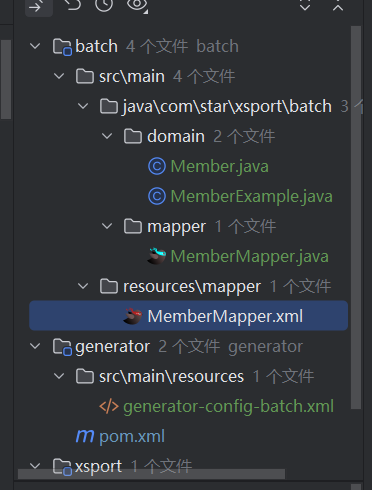 batch 4 个文件 batch
src\main 4 个文件
java\com\star\xsport\batch 3 个
domain 2 个文件
Member.java
MemberExample.java
mapper 1 个文件
MemberMapper.java
resources\mapper 1 个文件
MemberMapper.xml
generator 2 个文件 generator
src\main\resources 1 个文件
generator-config-batch.xml
pom.xml
xsport 1 个文件